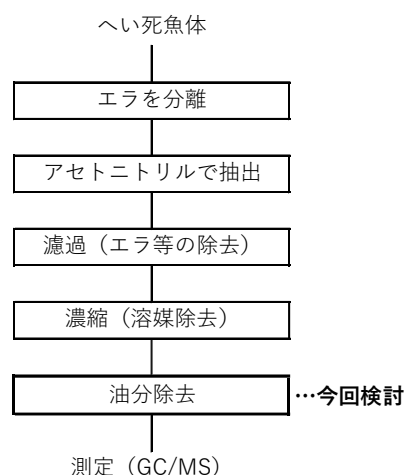 へい死魚体
エラを分離
アセトニトリルで抽出
濾過（エラ等の除去）
濃縮（溶媒除去）
油分除去 …今回検討
測定（GC/MS）